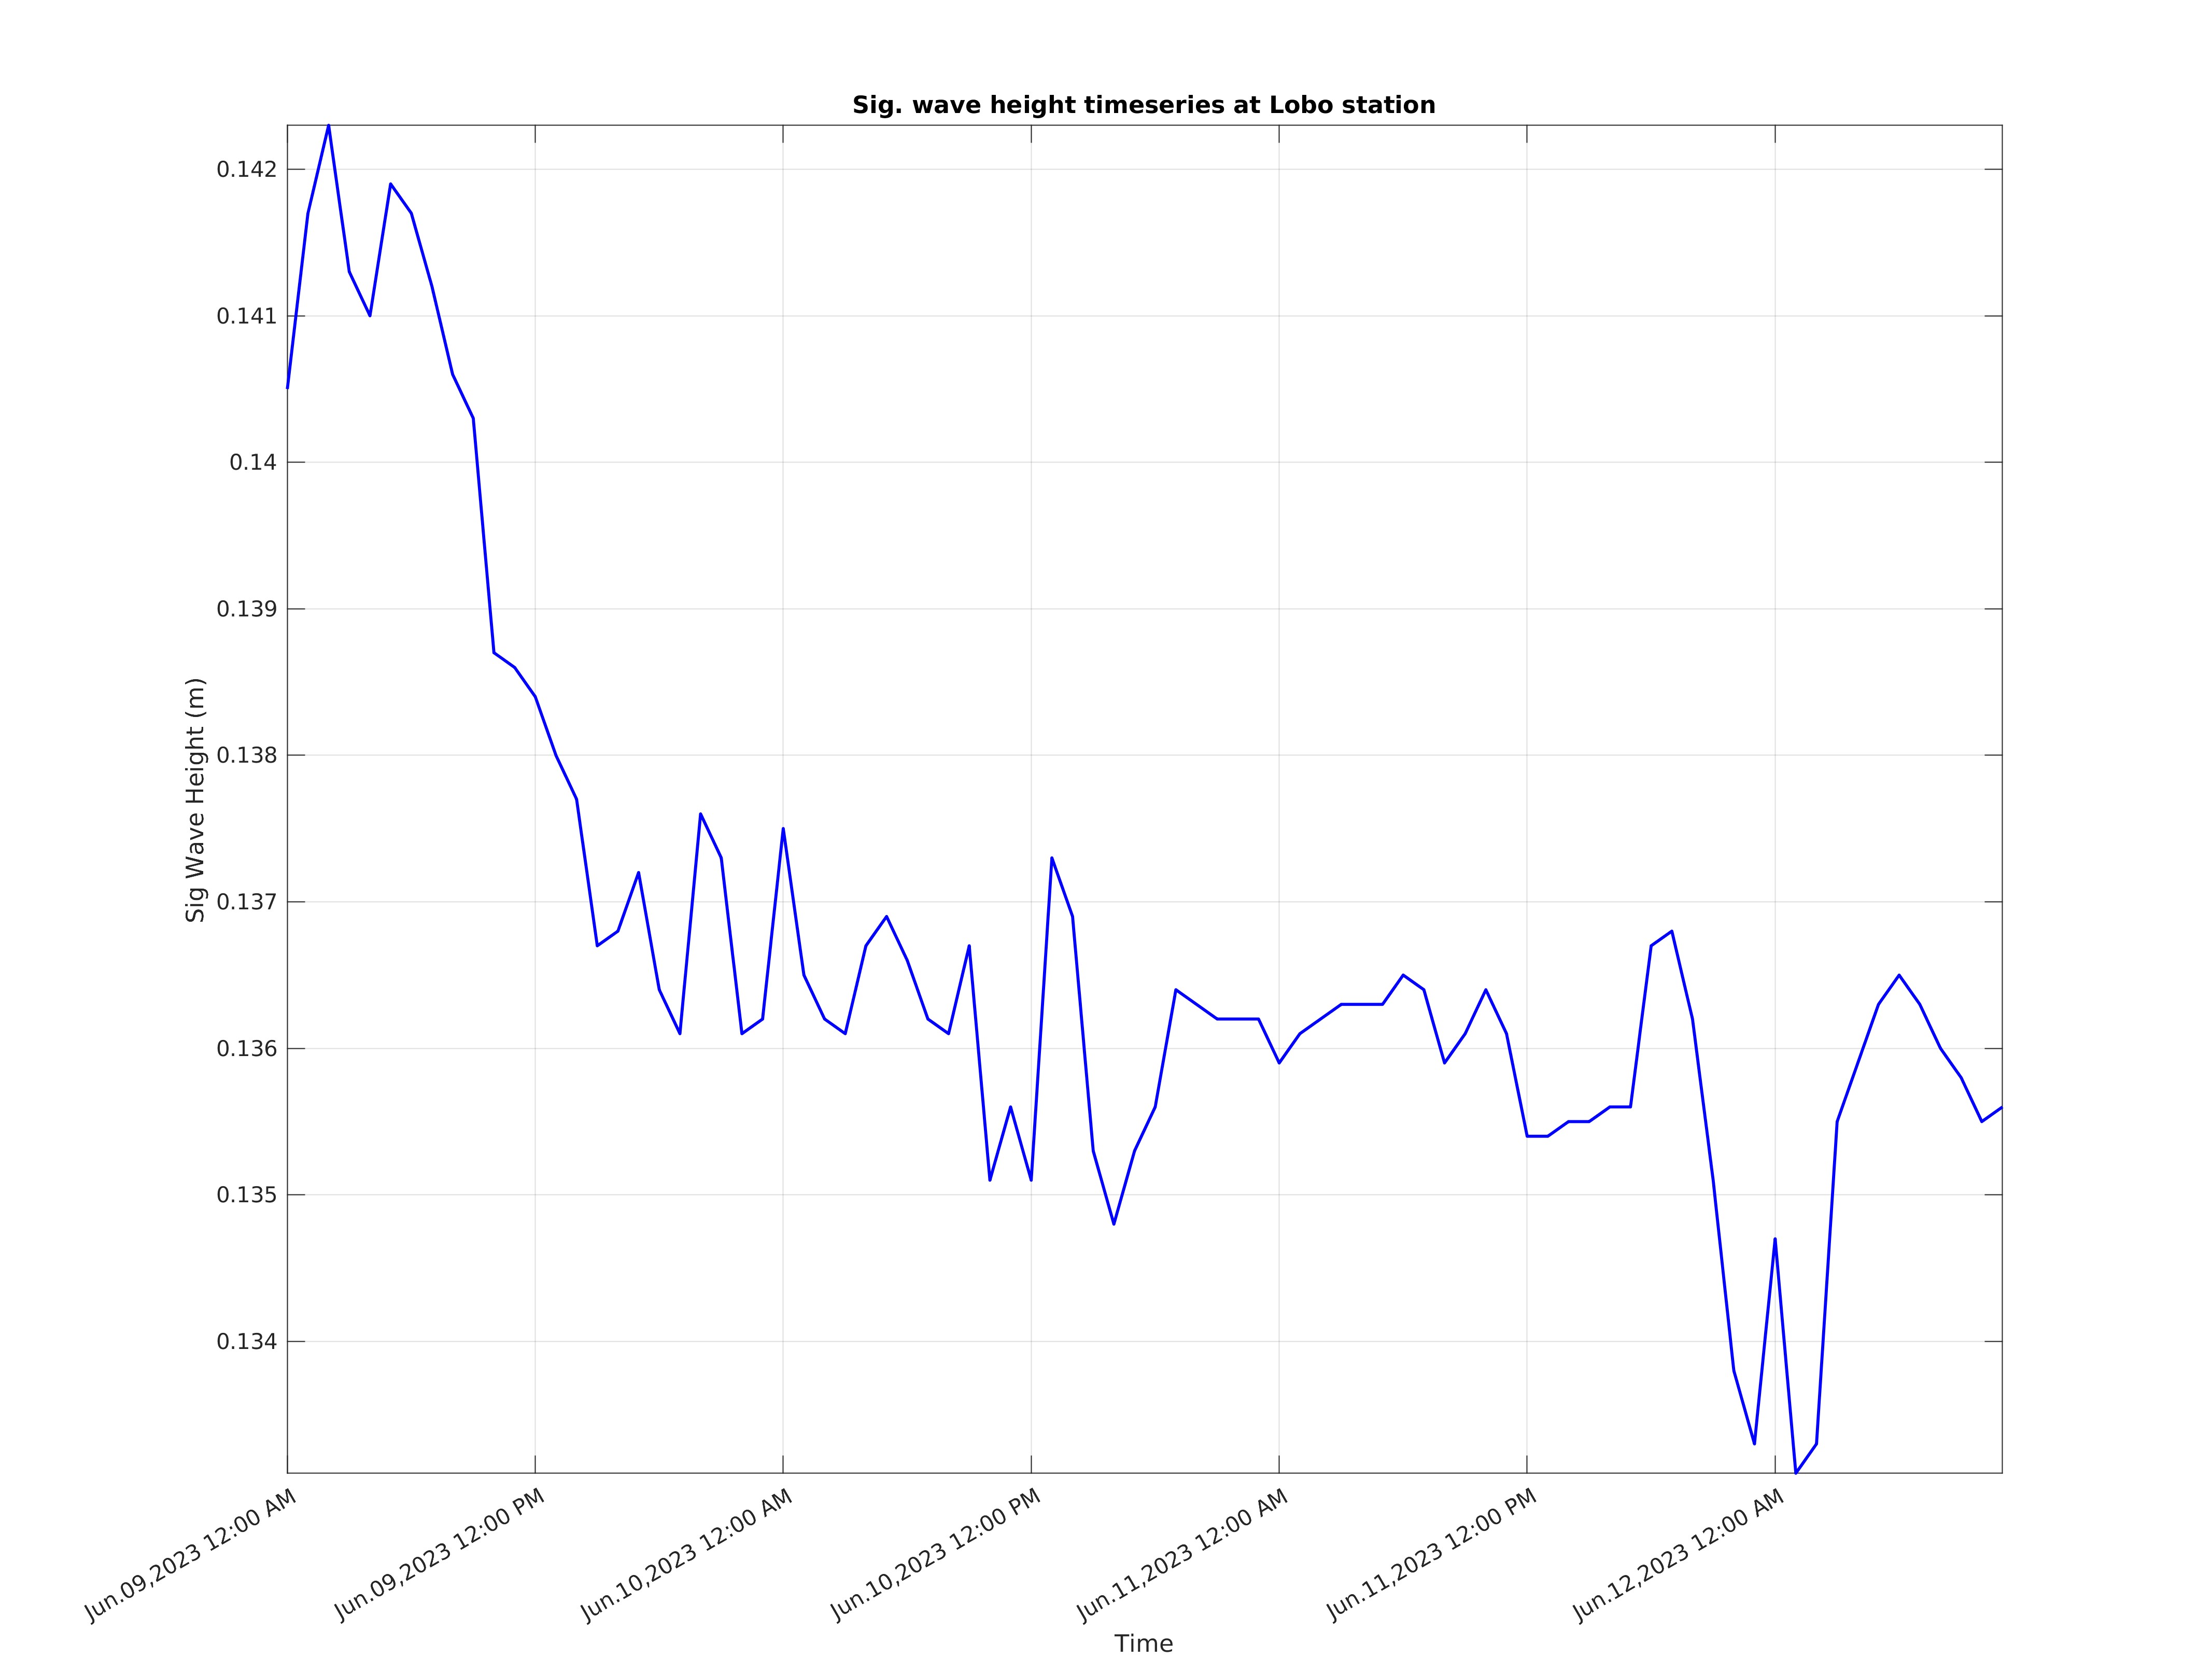 Sig. wave height timeseries at Lobo station
0.142
0.141
0.14
0.139
0.138
0.137
0.136
0.135
0.134
Sig Wave Height (m)
Jun.09,2023 12:00 AM
Jun.09,2023 12:00 PM
Jun.10,2023 12:00 AM
Jun.10,2023 12:00 PM
Jun.11,2023 12:00 AM
Jun.11,2023 12:00 PM
Jun.12,2023 12:00 AM
Time